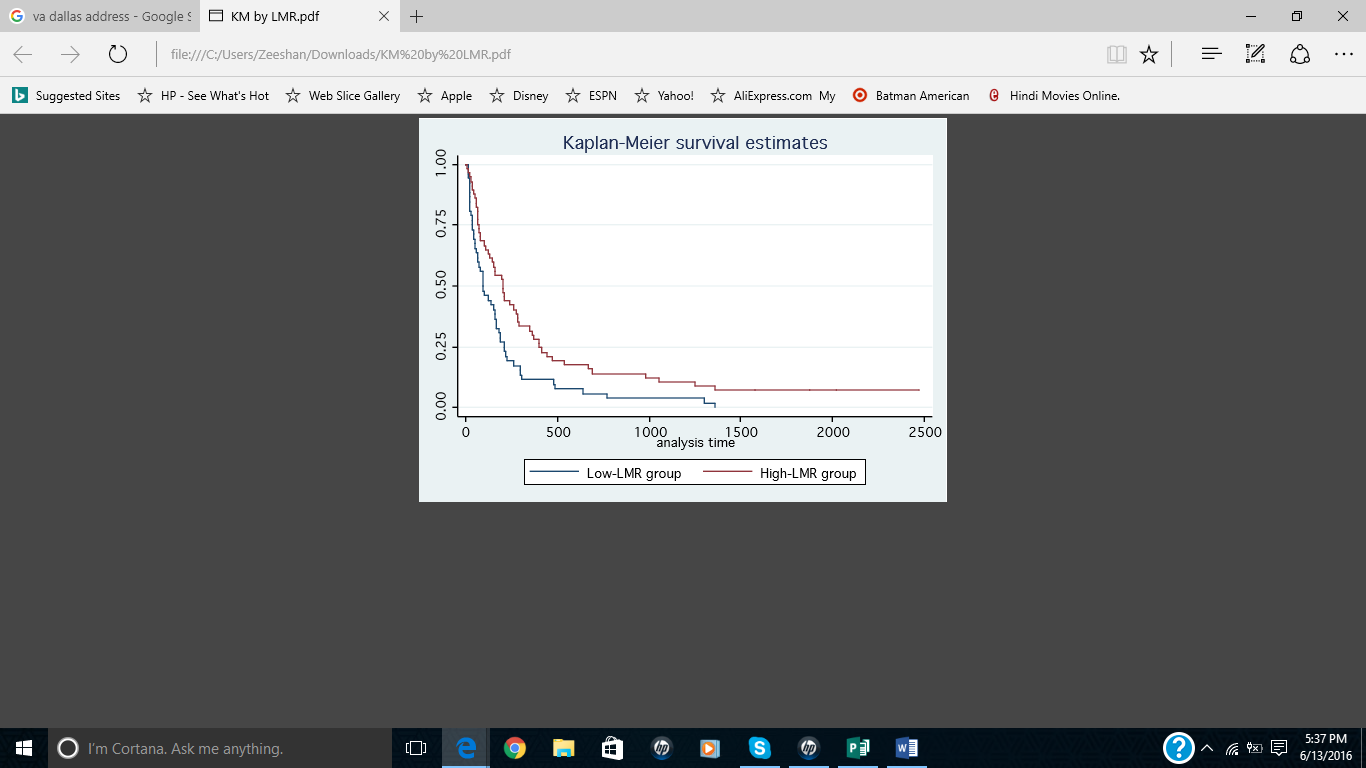 va dallas address - Google S
KM by LMR.pdf
file:///C:/Users/Zeeshan/Downloads/KM%20by%20LMR.pdf
Suggested Sites HP - See What's Hot Web Slice Gallery Apple Disney ESPN Yahoo! AliExpress.com My Batman American Hindi Movies Online.
Kaplan-Meier survival estimates
1.00
0.75
0.50
0.25
0.00
0 500 1000 1500 2000 2500
analysis time
Low-LMR group High-LMR group
I'm Cortana. Ask me anything.
5:37 PM
6/13/2016